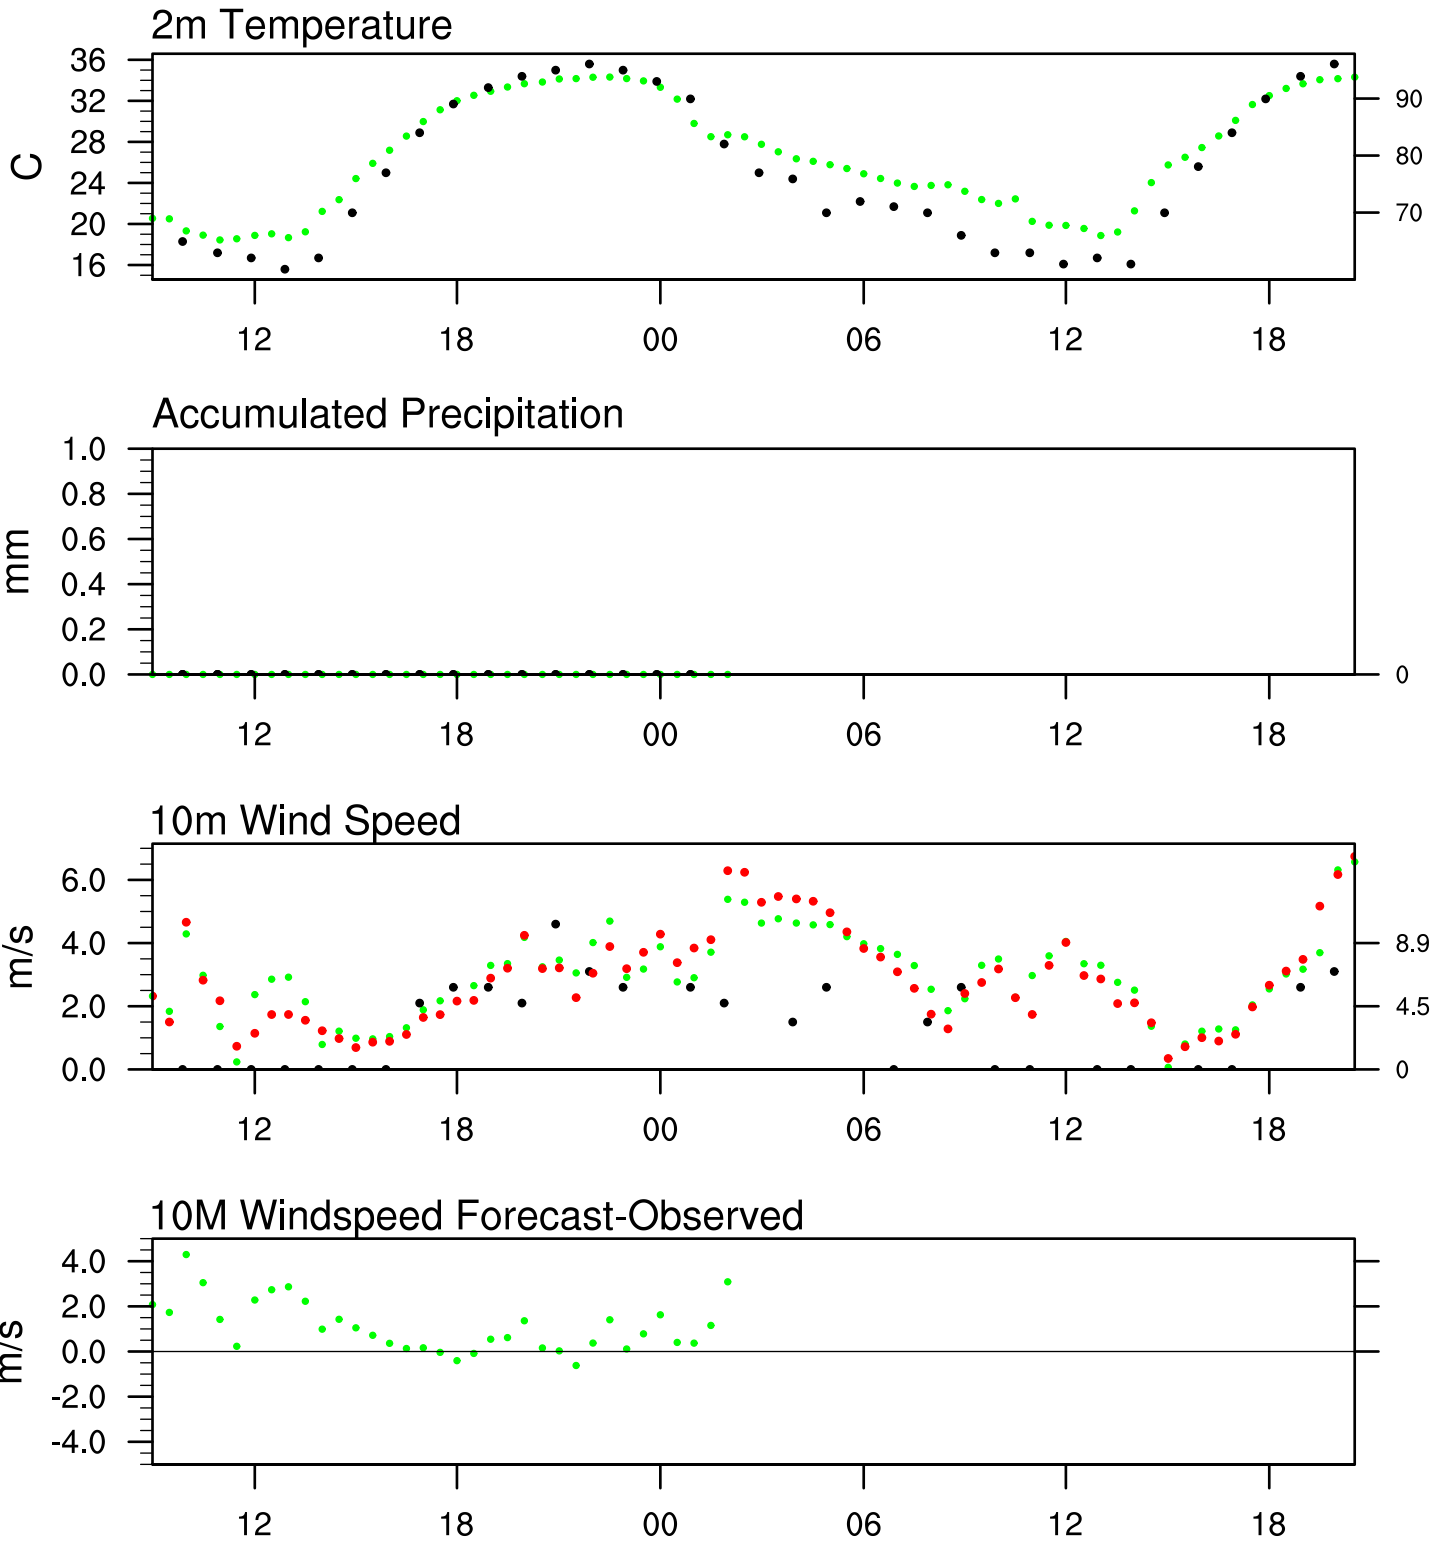 2m Temperature
36
32
28
24
20
16
C
90
80
70
12 18 00 06 12 18
Accumulated Precipitation
1.0
0.8
0.6
0.4
0.2
0.0
mm
0
12 18 00 06 12 18
10m Wind Speed
6.0
4.0
2.0
0.0
m/s
8.9
4.5
0
12 18 00 06 12 18
10M Windspeed Forecast-Observed
4.0
2.0
0.0
-2.0
-4.0
m/s
12 18 00 06 12 18